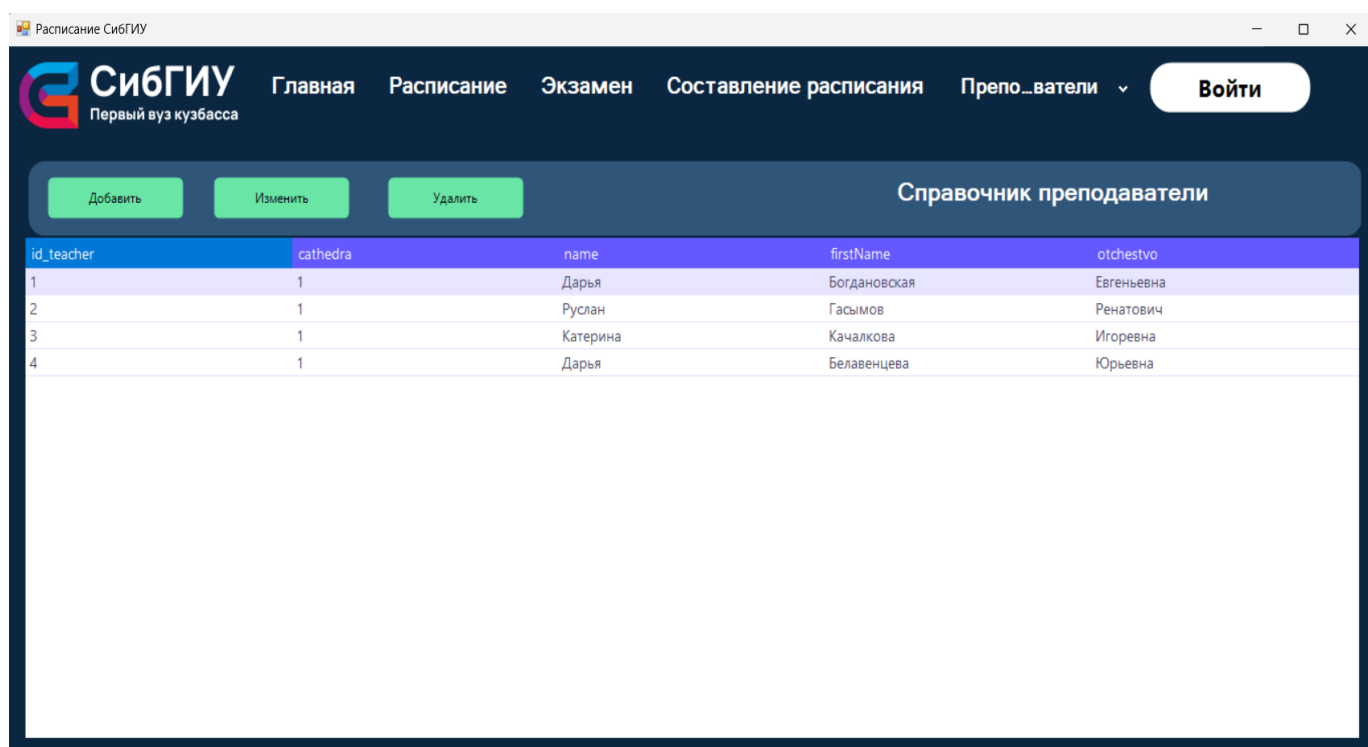 Расписание СибГИУ
СибГИУ
Первый вуз кузбасса
Главная Расписание Экзамен Составление расписания Препо...ватели Войти
Добавить Изменить Удалить Справочник преподаватели
id_teacher cathedra name firstName otchestvo
1 1 Дарья Богдановская Евгеньевна
2 1 Руслан Гасымов Ренатович
3 1 Катерина Качалкова Игоревна
4 1 Дарья Белавенцева Юрьевна